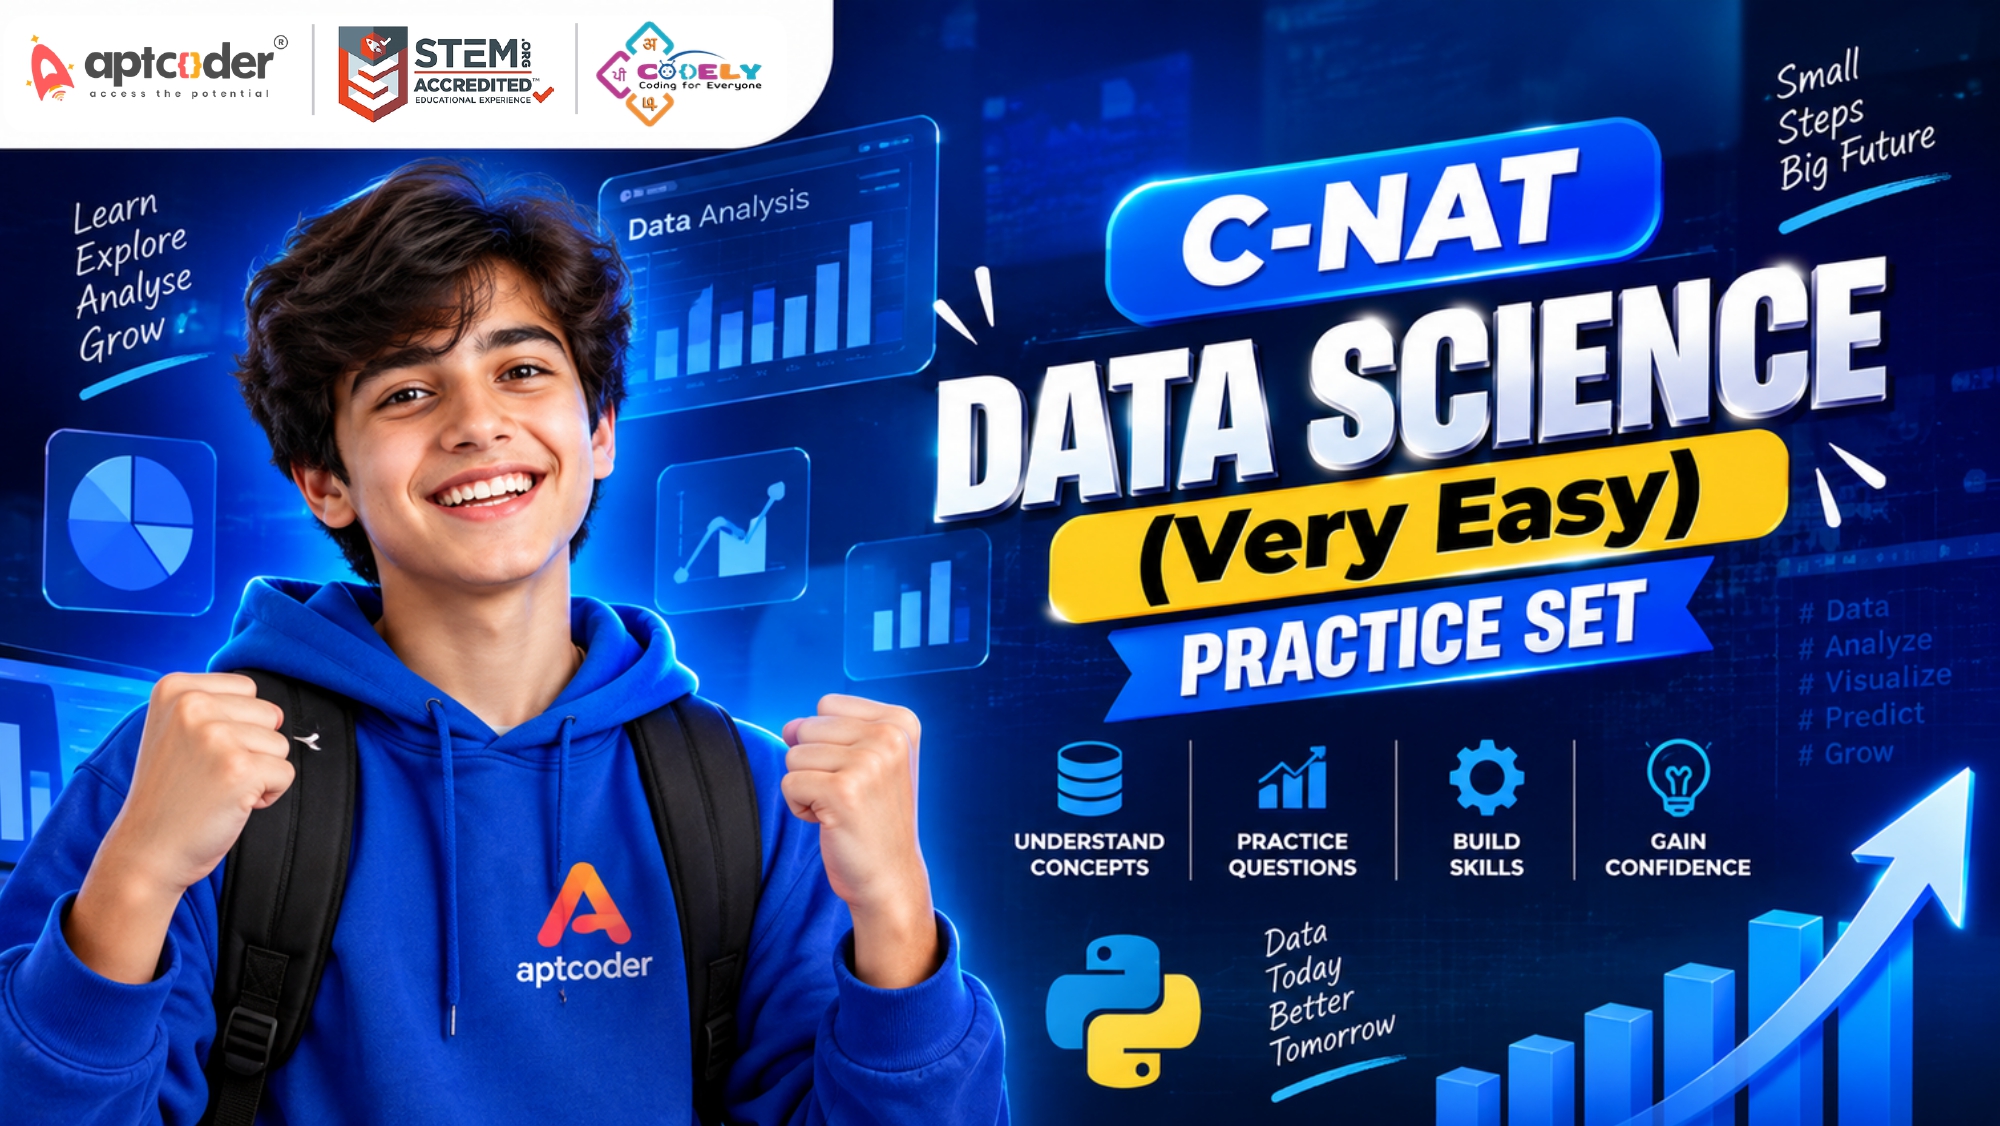 aptcoder®
access the potential
STEM.ORG
ACCREDITED™
EDUCATIONAL EXPERIENCE
अ
पी
CODELY
Coding for Everyone
Small
Steps
Big Future
Learn
Explore
Analyse
Grow
Data Analysis
C-NAT
DATA SCIENCE
(Very Easy)
PRACTICE SET
# Data
# Analyze
# Visualize
# Predict
# Grow
UNDERSTAND
CONCEPTS
PRACTICE
QUESTIONS
BUILD
SKILLS
GAIN
CONFIDENCE
aptcoder
Data
Today
Better
Tomorrow